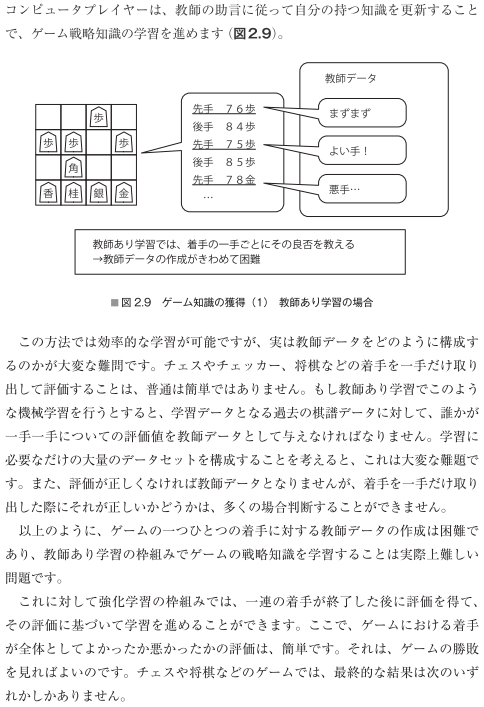 コンピュータプレイヤーは、教師の助言に従って自分の持つ知識を更新すること
で、ゲーム戦略知識の学習を進めます（図2.9）。
教師データ
歩
歩 歩 歩
角
香 桂 銀 金
先手 7 6 歩
後手 8 4 歩
先手 7 5 歩
後手 8 5 歩
先手 7 8 金
…
まずまず
よい手！
悪手…
教師あり学習では、着手の一手ごとにその良否を教える
→教師データの作成がきわめて困難
■図2.9 ゲーム知識の獲得（1） 教師あり学習の場合
この方法では効率的な学習が可能ですが、実は教師データをどのように構成す
るのかが大変な難問です。チェスやチェッカー、将棋などの着手を一手だけ取り
出して評価することは、普通は簡単ではありません。もし教師あり学習でこのよう
な機械学習を行うとすると、学習データとなる過去の棋譜データに対して、誰かが
一手一手についての評価値を教師データとして与えなければなりません。学習に
必要なだけの大量のデータセットを構成することを考えると、これは大変な難題で
す。また、評価が正しくなければ教師データとなりませんが、着手を一手だけ取り
出した際にそれが正しいかどうかは、多くの場合判断することができません。
以上のように、ゲームの一つひとつの着手に対する教師データの作成は困難で
あり、教師あり学習の枠組みでゲームの戦略知識を学習することは実際上難しい
問題です。
これに対して強化学習の枠組みでは、一連の着手が終了した後に評価を得て、
その評価に基づいて学習を進めることができます。ここで、ゲームにおける着手
が全体としてよかったか悪かったかの評価は、簡単です。それは、ゲームの勝敗
を見ればよいのです。チェスや将棋などのゲームでは、最終的な結果は次のいず
れかしかありません。